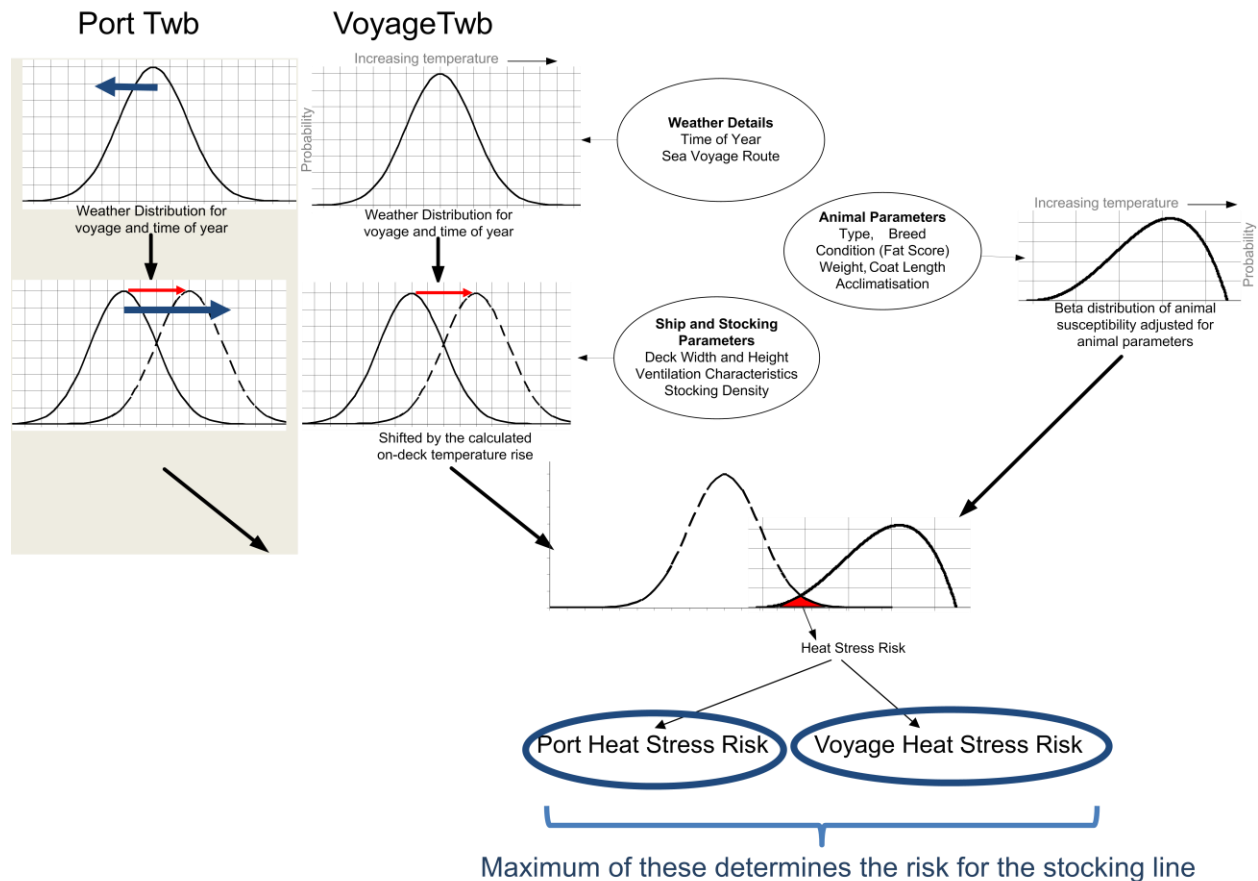 Port Twb
VoyageTwb
Increasing temperature
Probability
Weather Distribution for
voyage and time of year
Weather Distribution for
voyage and time of year
Weather Details
Time of Year
Sea Voyage Route
Animal Parameters
Type, Breed
Condition (Fat Score)
Weight, Coat Length
Acclimatisation
Increasing temperature
Probability
Beta distribution of animal
susceptibility adjusted for
animal parameters
Ship and Stocking
Parameters
Deck Width and Height
Ventilation Characteristics
Stocking Density
Shifted by the calculated
on-deck temperature rise
Heat Stress Risk
Port Heat Stress Risk
Voyage Heat Stress Risk
Maximum of these determines the risk for the stocking line